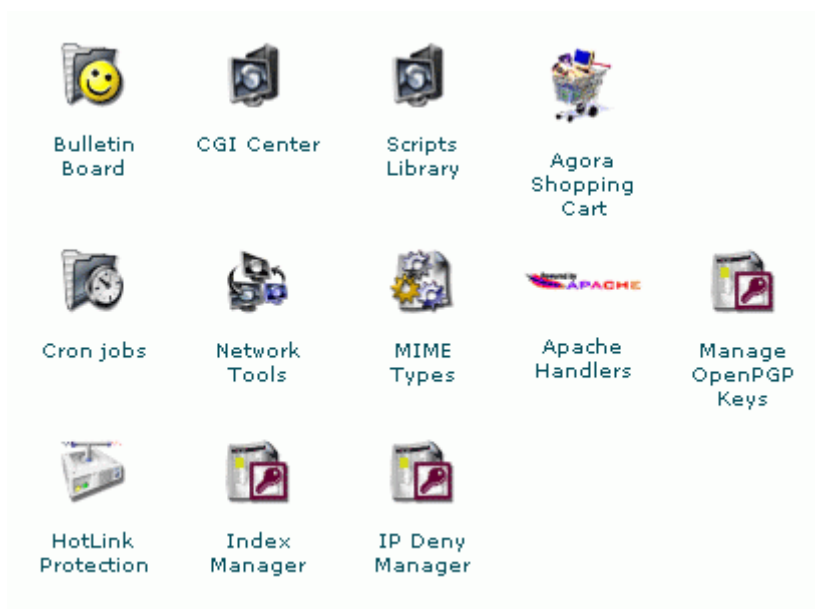 Bulletin
Board
CGI Center
Scripts
Library
Agora
Shopping
Cart
Cron jobs
Network
Tools
MIME
Types
APACHE
Apache
Handlers
Manage
OpenPGP
Keys
HotLink
Protection
Index
Manager
IP Deny
Manager